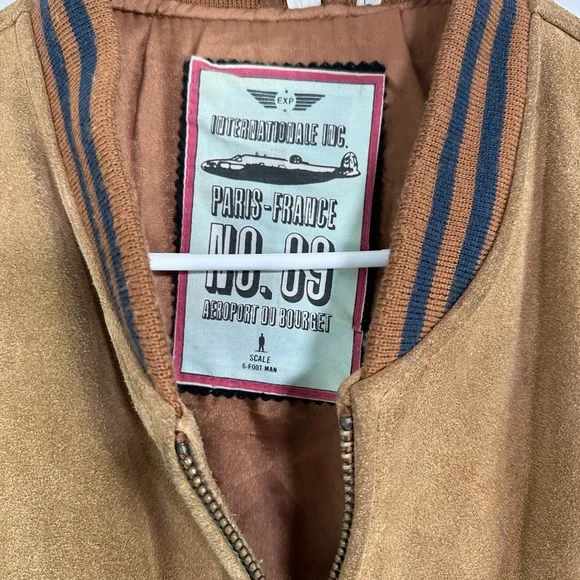 EXP
INTERNATIONALE INC.
PARIS-FRANCE
NO. 09
AEROPORT DU BOURGET
SCALE
6-FOOT MAN